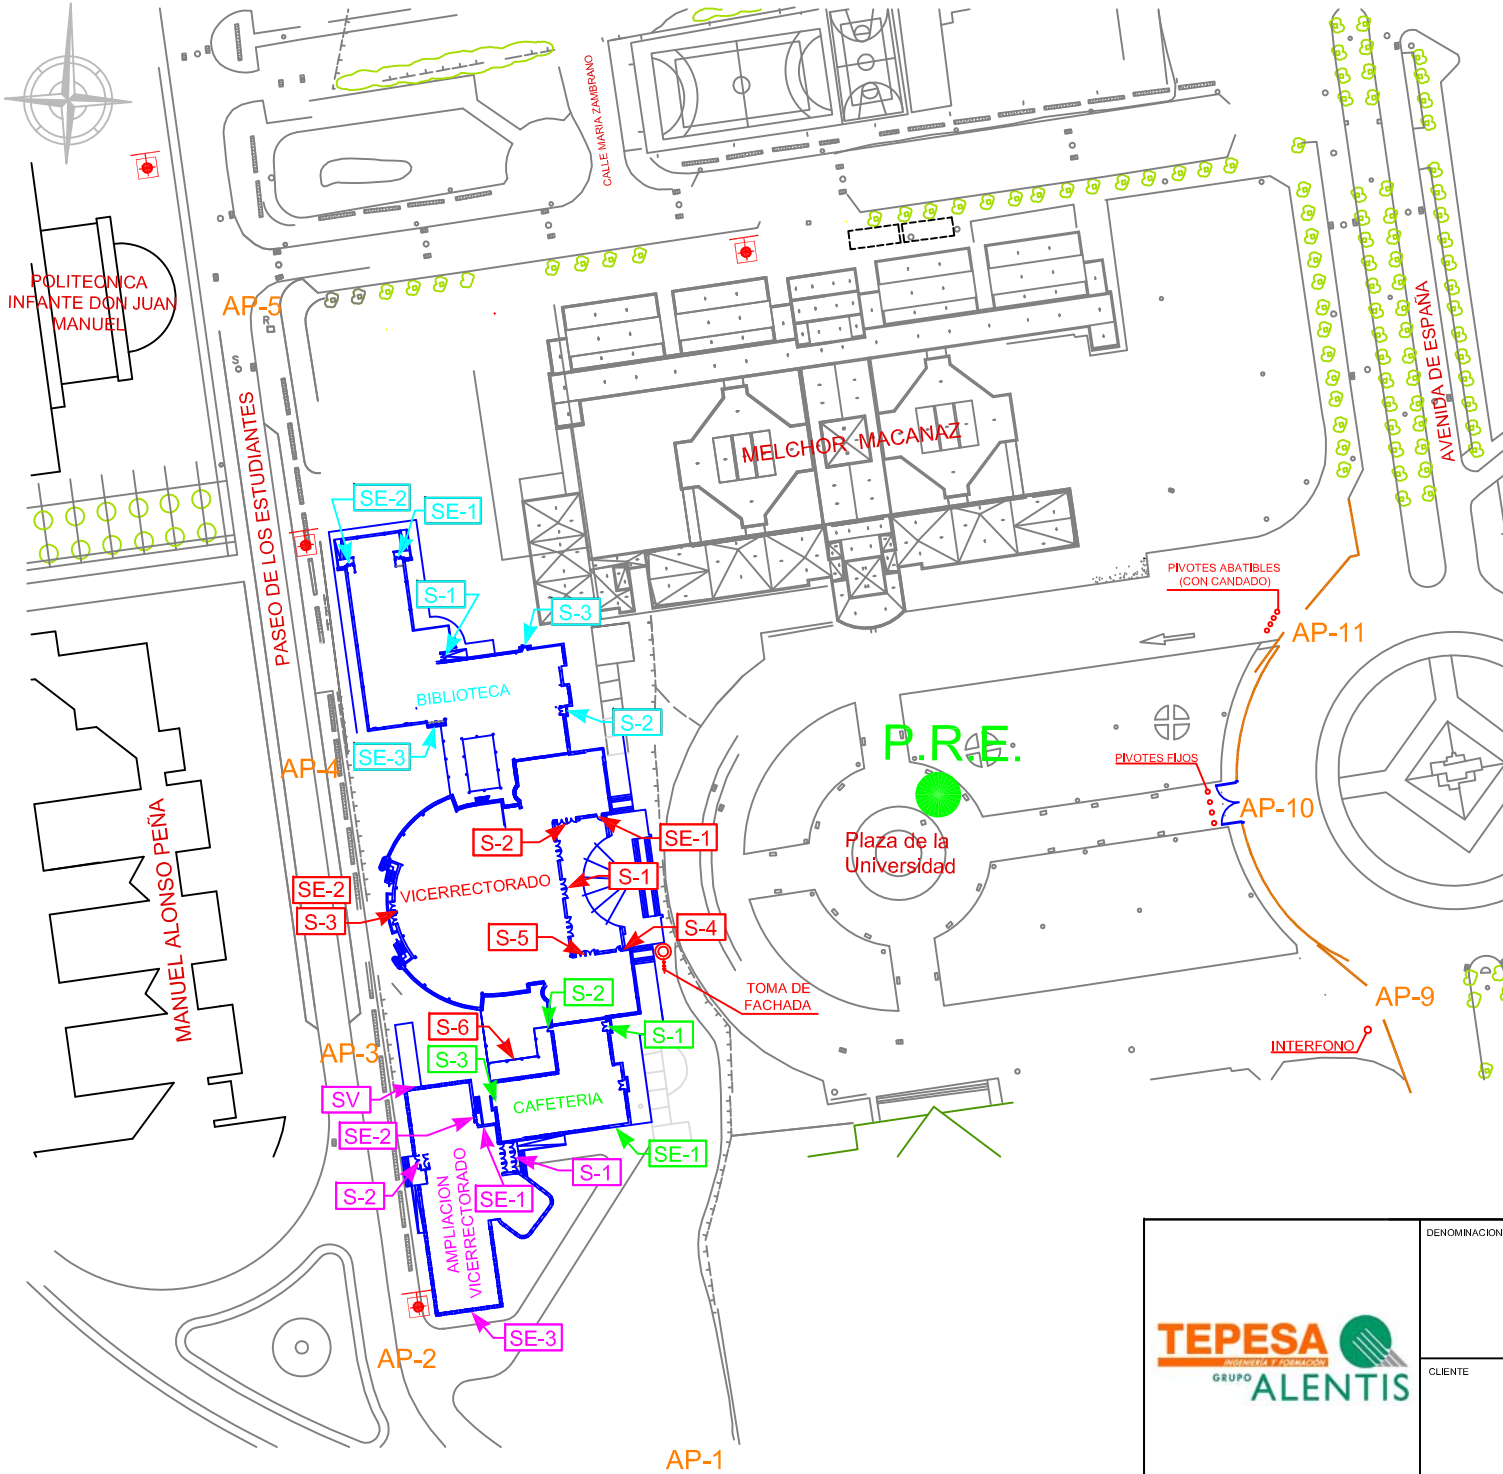 CALLE MARIA ZAMBRANO
POLITECNICA
INFANTE DON JUAN
MANUEL
AP-5
R
S
AVENIDA DE ESPAÑA
PASEO DE LOS ESTUDIANTES
MELCHOR MACANAZ
SE-2
SE-1
S-1
S-3
BIBLIOTECA
S-2
SE-3
PIVOTES ABATIBLES
(CON CANDADO)
AP-11
P.R.E.
PIVOTES FIJOS
AP-10
AP-4
MANUEL ALONSO PEÑA
Plaza de la
Universidad
S-2
SE-1
S-1
VICERRECTORADO
SE-2
S-3
S-5
S-4
TOMA DE
FACHADA
AP-9
INTERFONO
S-2
S-6
S-1
S-3
AP-3
CAFETERIA
SV
SE-2
SE-1
S-1
S-2
SE-1
AMPLIACION
VICERRECTORADO
SE-3
AP-2
AP-1
DENOMINACION
CLIENTE
TEPESA
INGENIERÍA Y FORMACIÓN
GRUPO
ALENTIS